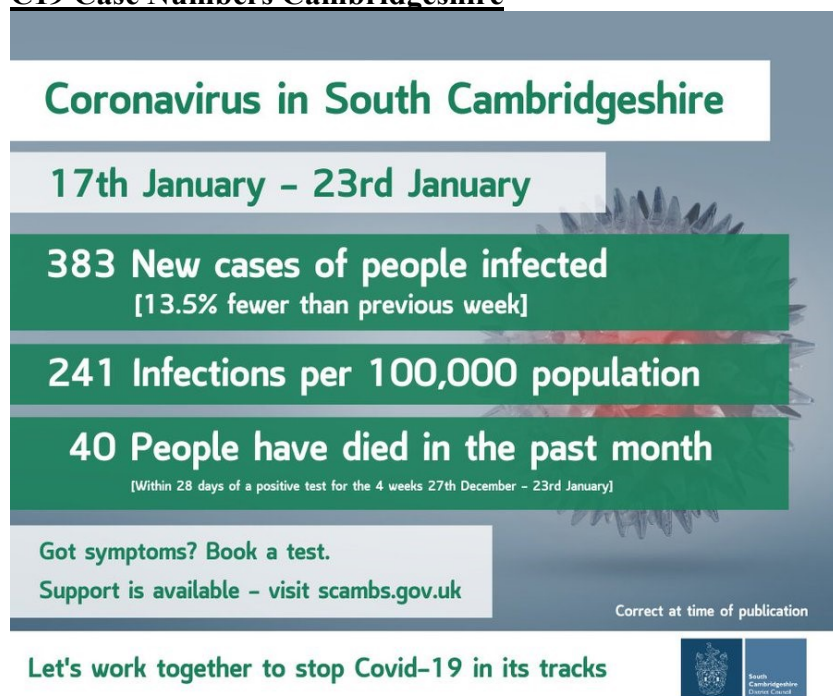 C19 Case Numbers Cambridgeshire
Coronavirus in South Cambridgeshire
17th January – 23rd January
383 New cases of people infected
[13.5% fewer than previous week]
241 Infections per 100,000 population
40 People have died in the past month
[Within 28 days of a positive test for the 4 weeks 27th December – 23rd January]
Got symptoms? Book a test.
Support is available – visit scambs.gov.uk
Correct at time of publication
Let's work together to stop Covid–19 in its tracks
South
Cambridgeshire
District Council